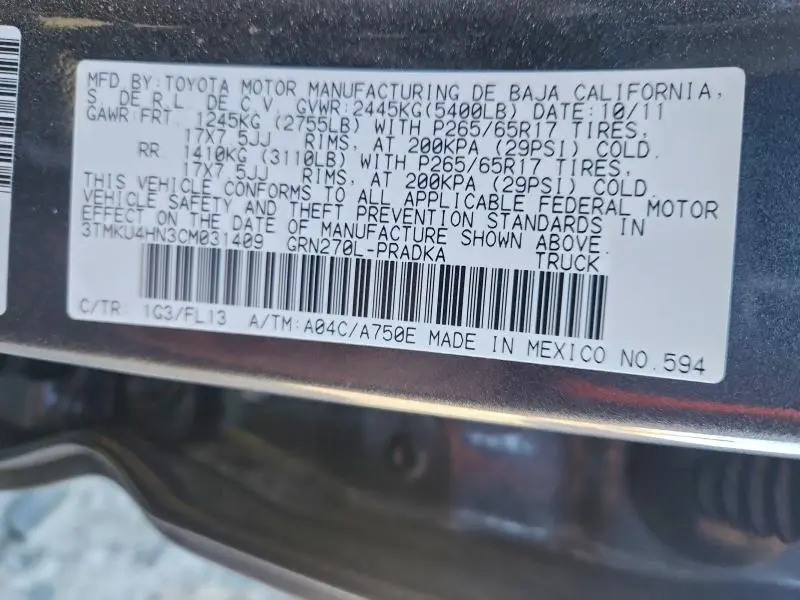 MFD BY: TOYOTA MOTOR MANUFACTURING DE BAJA CALIFORNIA,
S. DE R.L. DE C.V. GVWR:2445KG(5400LB) DATE:10/11
GAWR:FRT. 1245KG (2755LB) WITH P265/65R17 TIRES,
17X7.5JJ RIMS, AT 200KPA (29PSI) COLD.
RR. 1410KG (3110LB) WITH P265/65R17 TIRES,
17X7.5JJ RIMS, AT 200KPA (29PSI) COLD.
THIS VEHICLE CONFORMS TO ALL APPLICABLE FEDERAL MOTOR
VEHICLE SAFETY AND THEFT PREVENTION STANDARDS IN
EFFECT ON THE DATE OF MANUFACTURE SHOWN ABOVE.
3TMKU4HN3CM031409 GRN270L-PRADKA TRUCK
C/TR: 1G3/FL13 A/TM:A04C/A750E MADE IN MEXICO NO.594